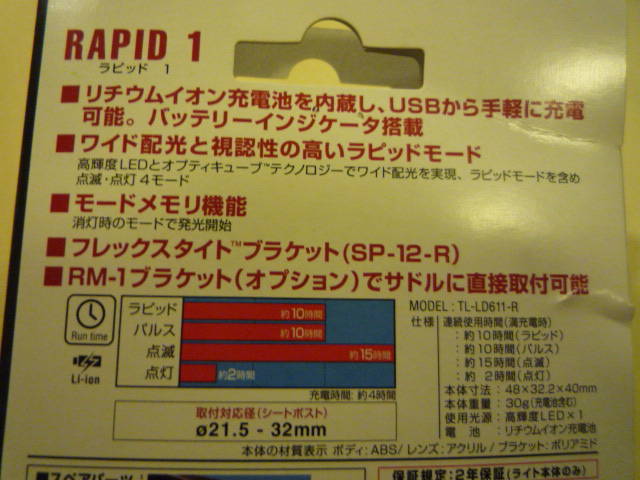 RAPID 1
ラピッド 1
■リチウムイオン充電池を内蔵し、USBから手軽に充電
可能。バッテリーインジケータ搭載
■ワイド配光と視認性の高いラピッドモード
高輝度LEDとオプティキューブ™テクノロジーでワイド配光を実現、ラピッドモードを含め
点滅・点灯4モード
■モードメモリ機能
消灯時のモードで発光開始
■フレックスタイト™ブラケット(SP-12-R)
■RM-1ブラケット(オプション)でサドルに直接取付可能
Run time
Li-ion
ラピッド 約10時間
パルス 約10時間
点滅 約15時間
点灯 約2時間
充電時間: 約4時間
取付対応径(シートポスト)
ø21.5 - 32mm
MODEL: TL-LD611-R
仕様 連続使用時間(満充電時)
: 約10時間(ラピッド)
: 約10時間(パルス)
: 約15時間(点滅)
: 約 2時間(点灯)
本体寸法 : 48×32.2×40mm
本体重量 : 30g(充電池含む)
使用光源 : 高輝度LED×1
電 池 : リチウムイオン充電池
本体の材質表示 ボディ:ABS/レンズ:アクリル/ブラケット:ポリアミド
■スペアパーツ
保証規定:2年保証(ライト本体のみ)